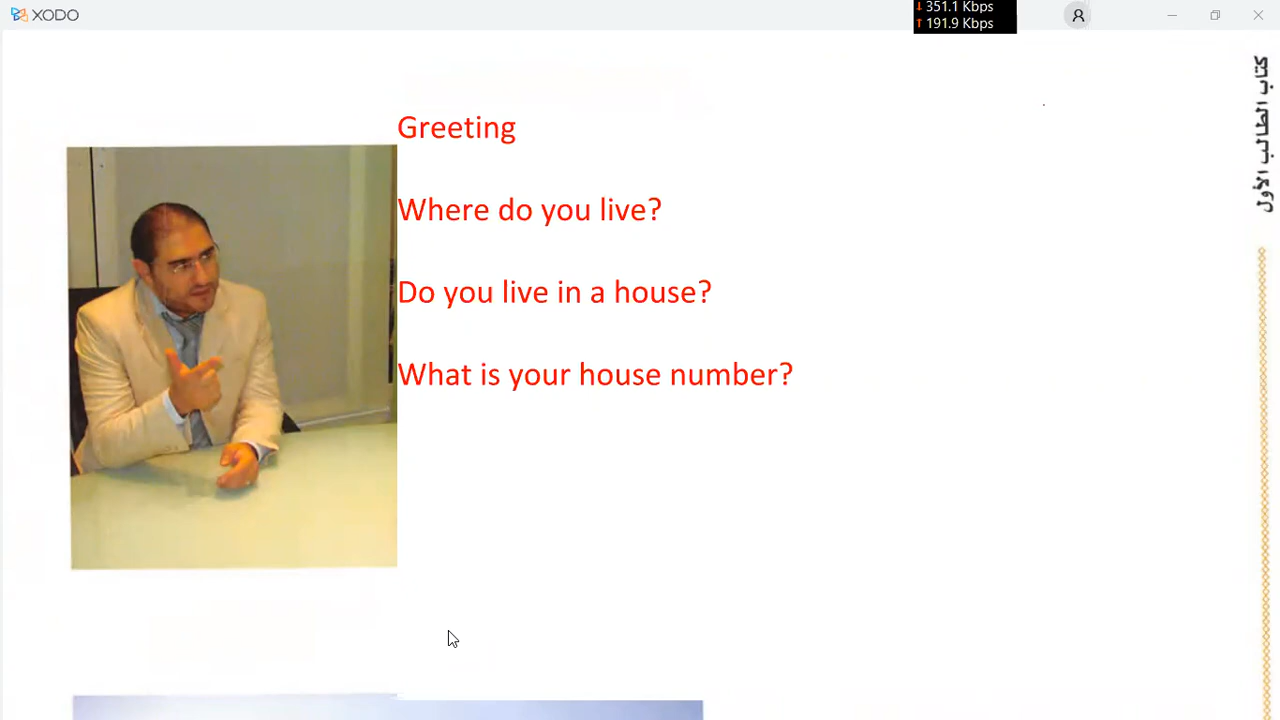 XODO
351.1 Kbps
191.9 Kbps
Greeting
Where do you live?
Do you live in a house?
What is your house number?
كتاب الطالب الأول